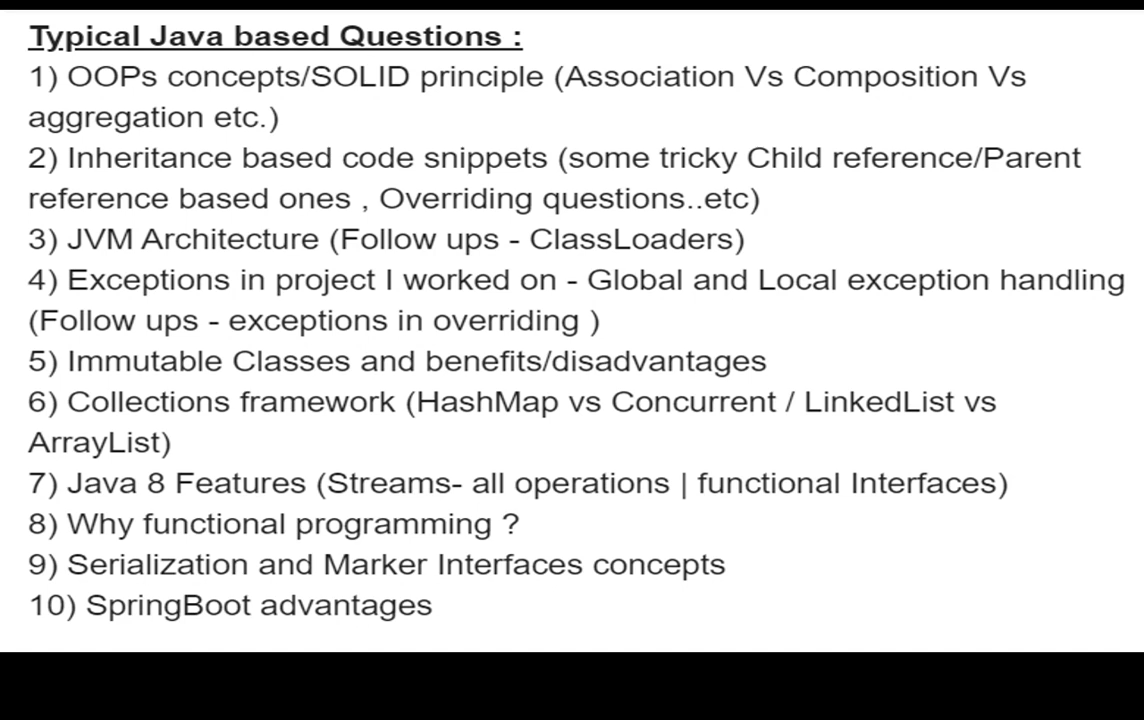 Typical Java based Questions :
1) OOPs concepts/SOLID principle (Association Vs Composition Vs
aggregation etc.)
2) Inheritance based code snippets (some tricky Child reference/Parent
reference based ones , Overriding questions..etc)
3) JVM Architecture (Follow ups - ClassLoaders)
4) Exceptions in project I worked on - Global and Local exception handling
(Follow ups - exceptions in overriding )
5) Immutable Classes and benefits/disadvantages
6) Collections framework (HashMap vs Concurrent / LinkedList vs
ArrayList)
7) Java 8 Features (Streams- all operations | functional Interfaces)
8) Why functional programming ?
9) Serialization and Marker Interfaces concepts
10) SpringBoot advantages